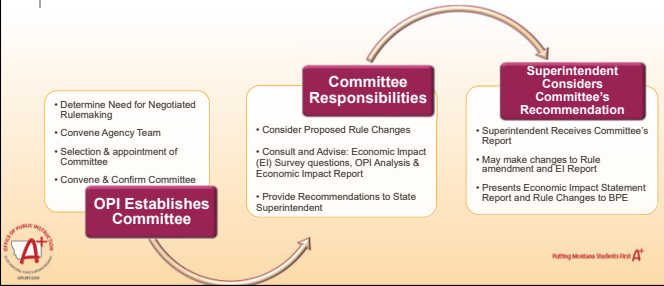 • Determine Need for Negotiated
Rulemaking
• Convene Agency Team
• Selection & appointment of
Committee
• Convene & Confirm Committee
OPI Establishes
Committee
Committee
Responsibilities
• Consider Proposed Rule Changes
• Consult and Advise: Economic Impact
(EI) Survey questions, OPI Analysis &
Economic Impact Report
• Provide Recommendations to State
Superintendent
Superintendent
Considers
Committee's
Recommendation
• Superintendent Receives Committee's
Report
• May make changes to Rule
amendment and EI Report
• Presents Economic Impact Statement
Report and Rule Changes to BPE
OFFICE OF PUBLIC INSTRUCTION
A+
OPI.MT.GOV
Putting Montana Students First A+